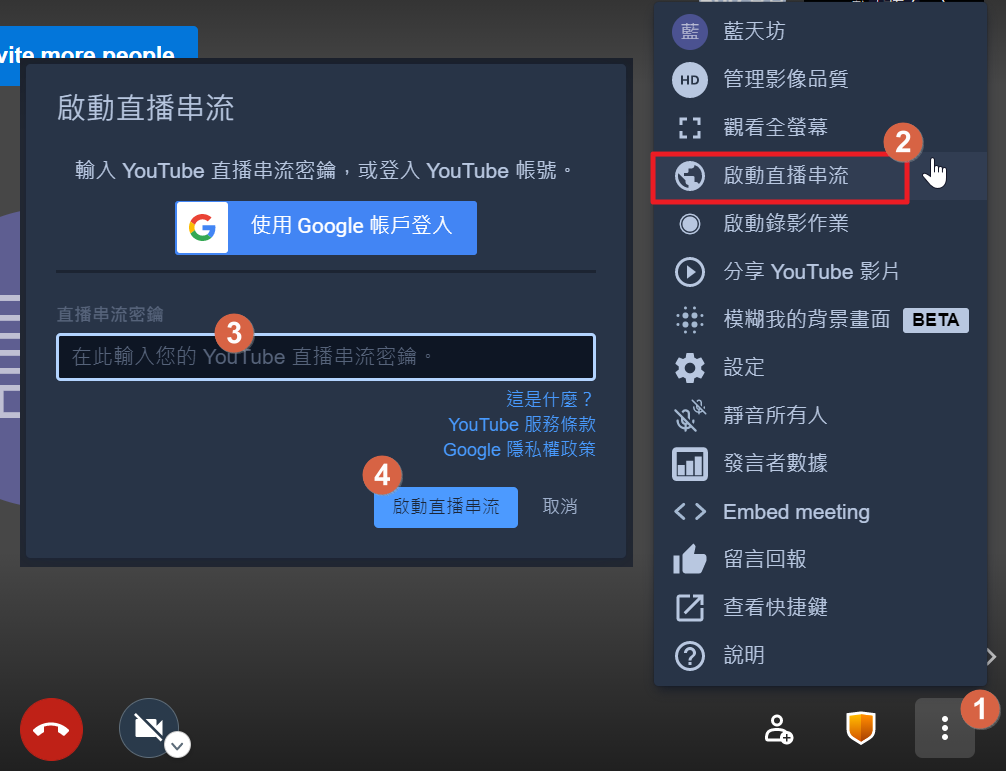 vite more people
啟動直播串流
輸入 YouTube 直播串流密鑰，或登入 YouTube 帳號。
使用 Google 帳戶登入
直播串流密鑰
3
在此輸入您的 YouTube 直播串流密鑰。
這是什麼？
YouTube 服務條款
Google 隱私權政策
4
啟動直播串流
取消
藍 藍天坊
HD 管理影像品質
觀看全螢幕
2
啟動直播串流
啟動錄影作業
分享 YouTube 影片
模糊我的背景畫面 BETA
設定
靜音所有人
發言者數據
Embed meeting
留言回報
查看快捷鍵
說明
1